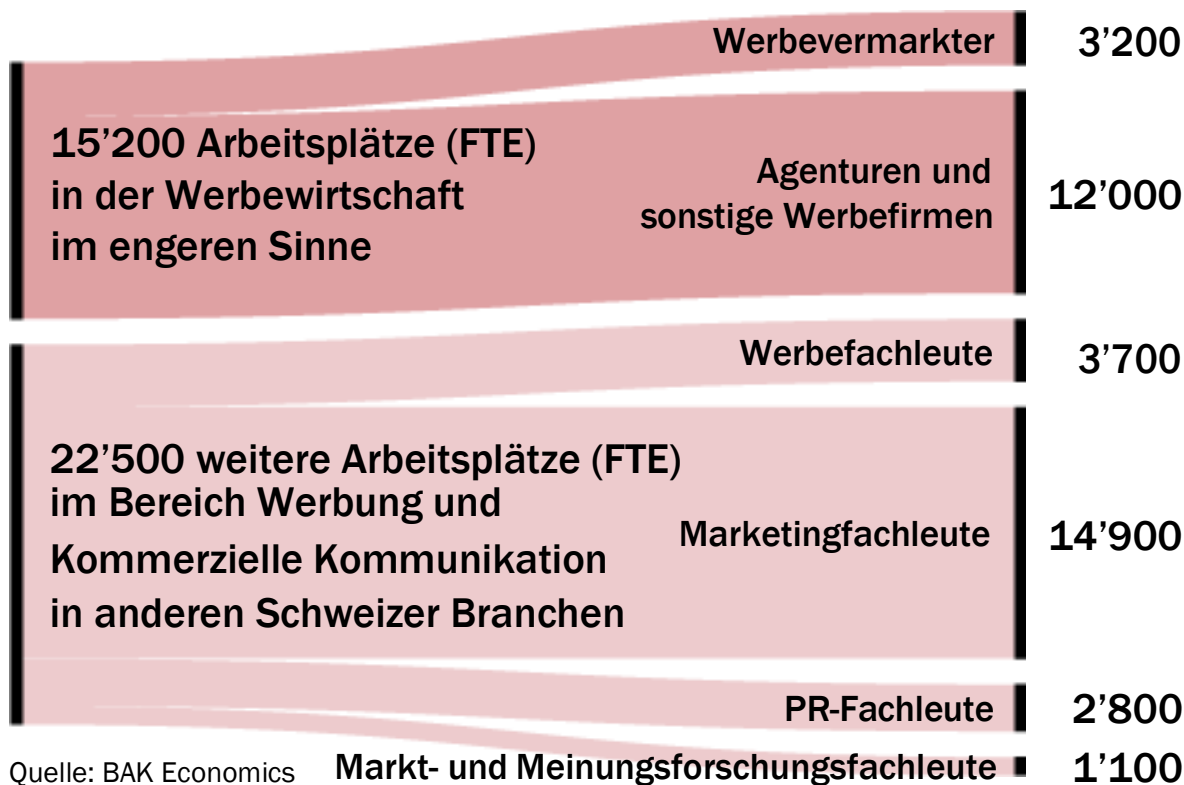 Werbevermarkter 3’200
15’200 Arbeitsplätze (FTE)
in der Werbewirtschaft
im engeren Sinne
Agenturen und
sonstige Werbefirmen
12’000
Werbefachleute 3’700
22’500 weitere Arbeitsplätze (FTE)
im Bereich Werbung und
Kommerzielle Kommunikation
in anderen Schweizer Branchen
Marketingfachleute 14’900
PR-Fachleute 2’800
Markt- und Meinungsforschungsfachleute 1’100
Quelle: BAK Economics